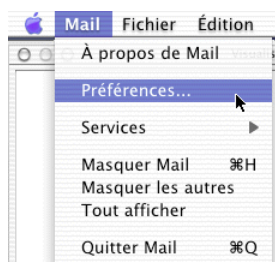 Mail Fichier Édition
À propos de Mail
Préférences...
Services
Masquer Mail ⌘H
Masquer les autres
Tout afficher
Quitter Mail ⌘Q